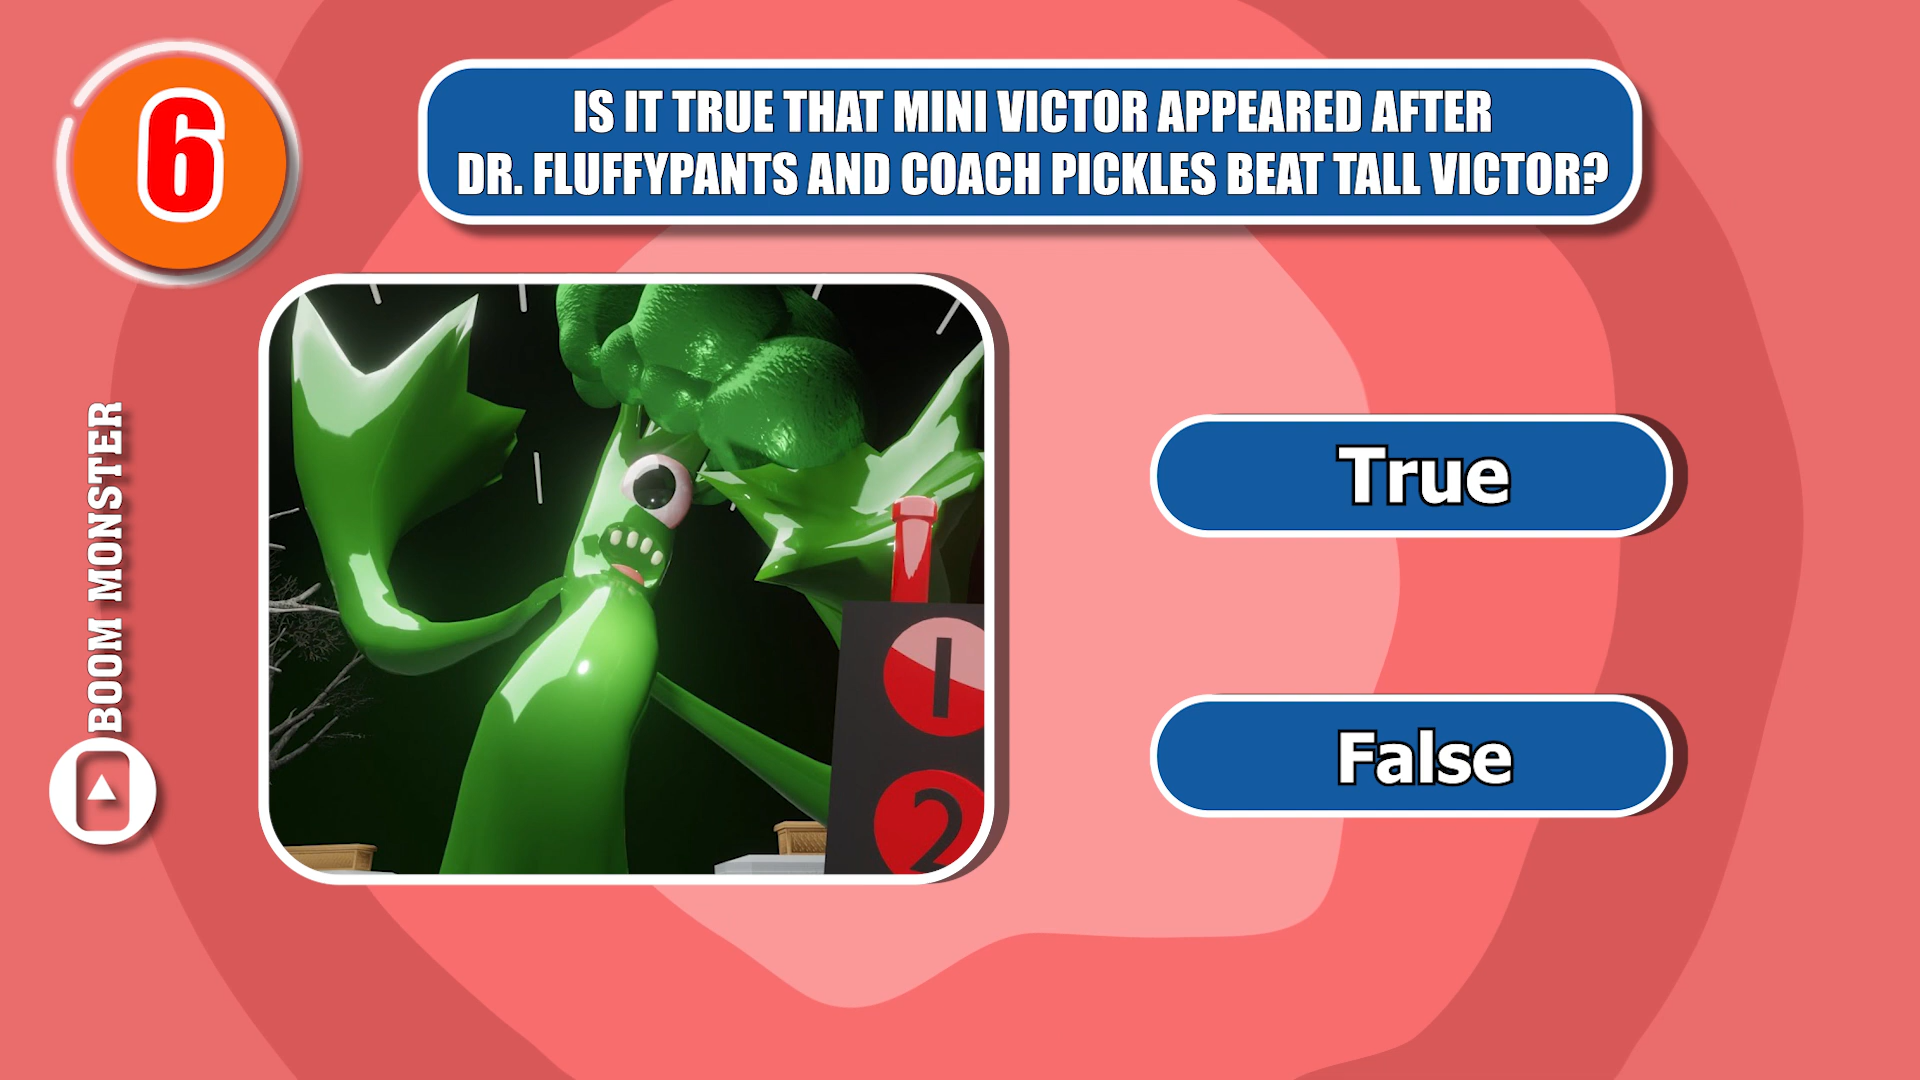 6
IS IT TRUE THAT MINI VICTOR APPEARED AFTER
DR. FLUFFYPANTS AND COACH PICKLES BEAT TALL VICTOR?
BOOM MONSTER
1
2
True
False